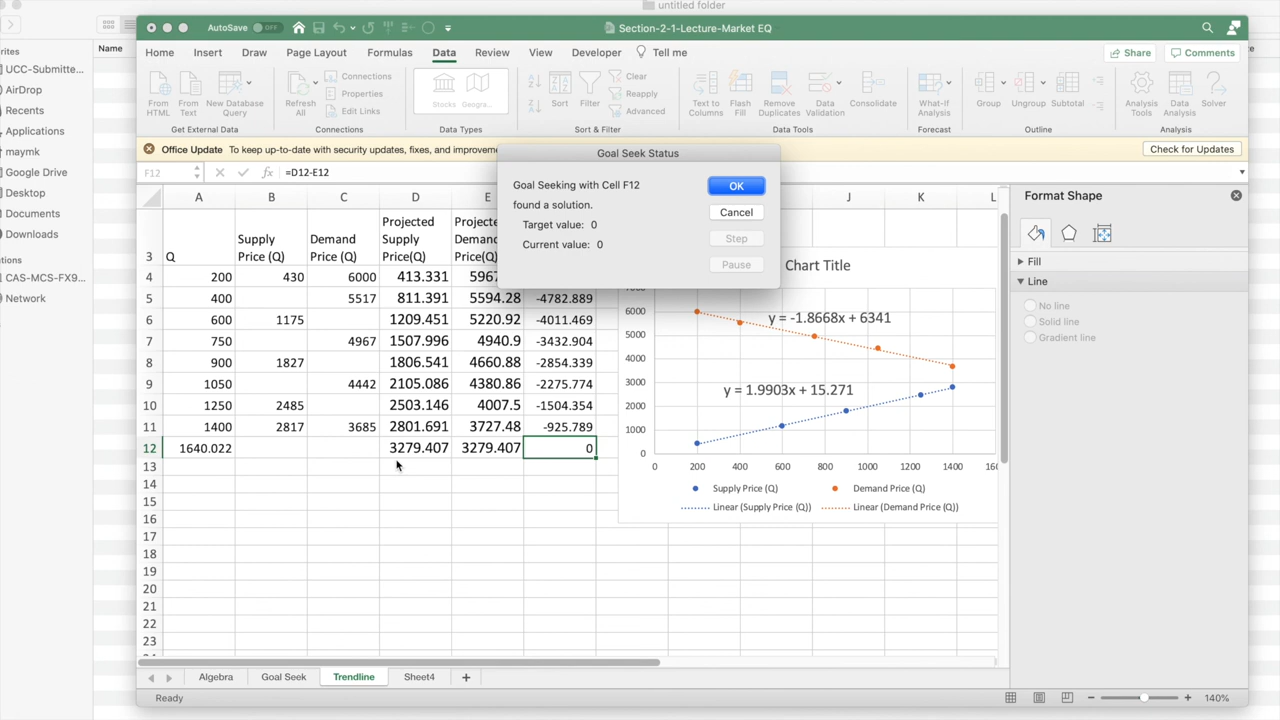 untitled folder
AutoSave OFF
Section-2-1-Lecture-Market EQ
Home Insert Draw Page Layout Formulas Data Review View Developer Tell me
Share Comments
rites
UCC-Submitte...
AirDrop
Recents
Applications
maymk
Google Drive
Desktop
Documents
Downloads
ations
CAS-MCS-FX9...
Network
Name
From HTML
From Text
New Database Query
Get External Data
Refresh All
Connections
Properties
Edit Links
Connections
Stocks Geogra...
Data Types
Sort
Filter
Clear
Reapply
Advanced
Sort & Filter
Text to Columns
Flash Fill
Remove Duplicates
Data Validation
Consolidate
Data Tools
What-If Analysis
Forecast
Group
Ungroup
Subtotal
Outline
Analysis Tools
Data Analysis
Solver
Analysis
Office Update To keep up-to-date with security updates, fixes, and improveme
Check for Updates
F12 fx =D12-E12
Goal Seek Status
Goal Seeking with Cell F12
found a solution.
Target value: 0
Current value: 0
OK
Cancel
Step
Pause
A B C D E J K L
3 Q
Supply Price (Q)
Demand Price (Q)
Projected Supply Price(Q)
Projecte Demand Price(Q)
4 200 430 6000 413.331 5967
5 400 5517 811.391 5594.28 -4782.889
6 600 1175 1209.451 5220.92 -4011.469
7 750 4967 1507.996 4940.9 -3432.904
8 900 1827 1806.541 4660.88 -2854.339
9 1050 4442 2105.086 4380.86 -2275.774
10 1250 2485 2503.146 4007.5 -1504.354
11 1400 2817 3685 2801.691 3727.48 -925.789
12 1640.022 3279.407 3279.407 0
13
14
15
16
17
18
19
20
21
22
23
Chart Title
7000
6000
5000
4000
3000
2000
1000
0
y = -1.8668x + 6341
y = 1.9903x + 15.271
0 200 400 600 800 1000 1200 1400 160
Supply Price (Q) Demand Price (Q)
Linear (Supply Price (Q)) Linear (Demand Price (Q))
Format Shape
Fill
Line
No line
Solid line
Gradient line
Algebra Goal Seek Trendline Sheet4 +
Ready
140%